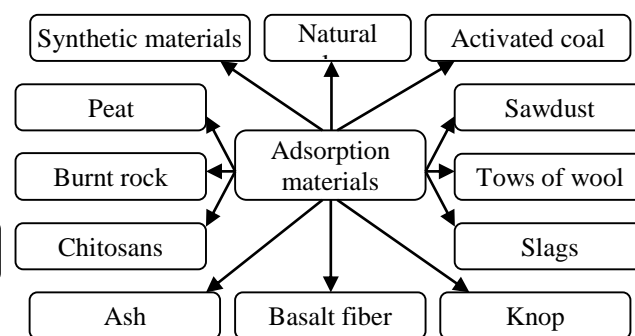 Synthetic materials
Natural
Activated coal
Peat
Adsorption
materials
Sawdust
Burnt rock
Tows of wool
Chitosans
Slags
Ash
Basalt fiber
Knop